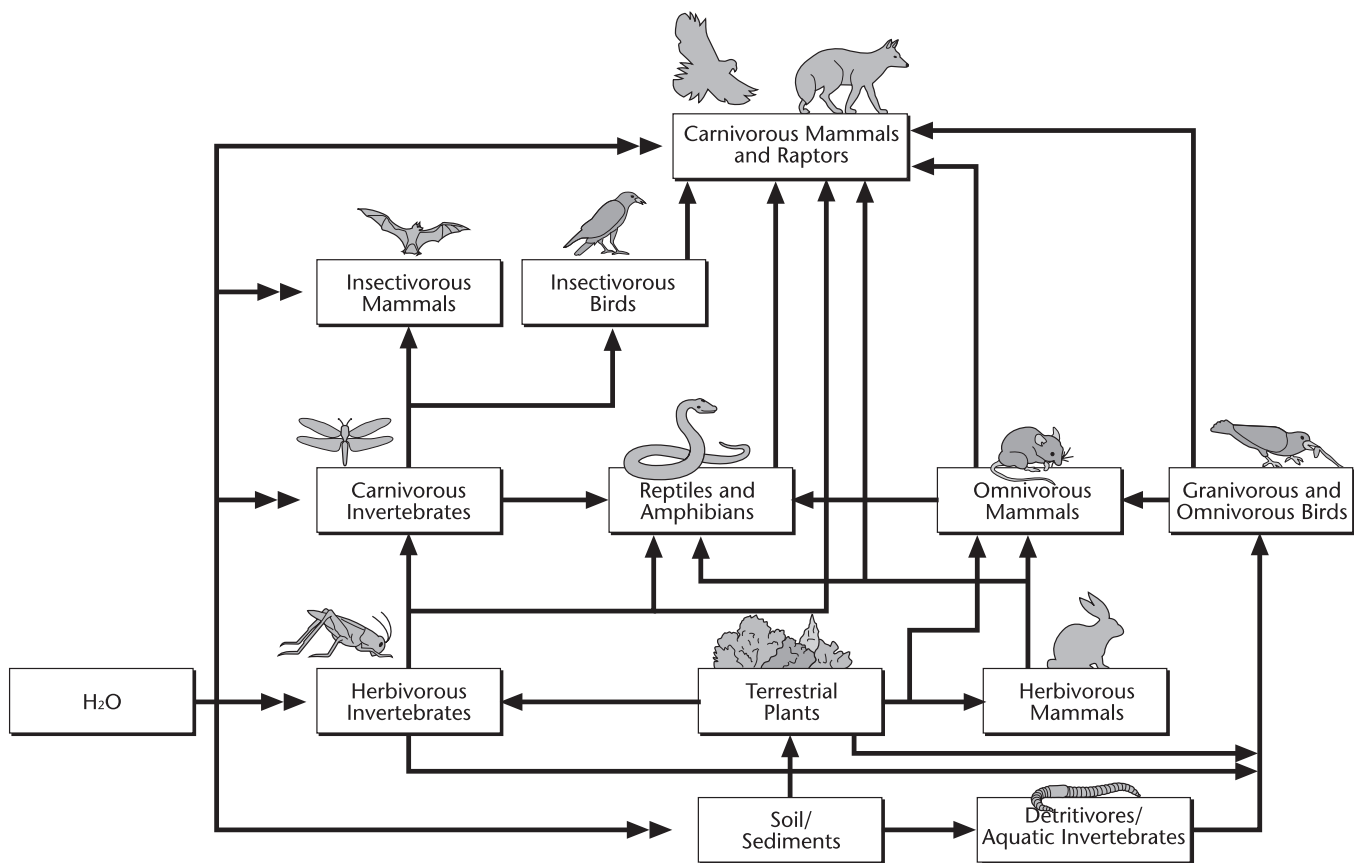 Carnivorous Mammals
and Raptors
Insectivorous
Mammals
Insectivorous
Birds
Carnivorous
Invertebrates
Reptiles and
Amphibians
Omnivorous
Mammals
Granivorous and
Omnivorous Birds
H₂O
Herbivorous
Invertebrates
Terrestrial
Plants
Herbivorous
Mammals
Soil/
Sediments
Detritivores/
Aquatic Invertebrates